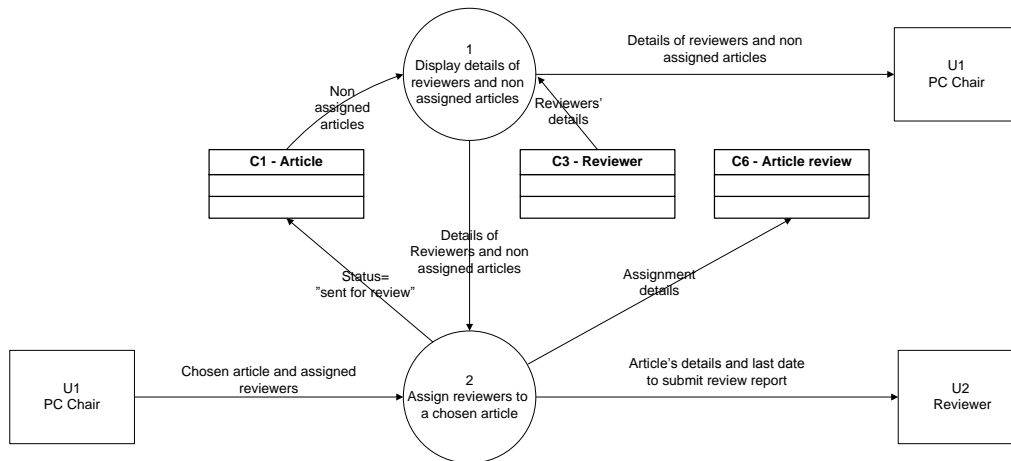 1
Display details of
reviewers and non
assigned articles
Details of reviewers and non
assigned articles
U1
PC Chair
Non
assigned
articles
Reviewers’
details
C1 - Article
C3 - Reviewer
C6 - Article review
Details of
Reviewers and non
assigned articles
Status=
”sent for review”
Assignment
details
U1
PC Chair
Chosen article and assigned
reviewers
2
Assign reviewers to
a chosen article
Article’s details and last date
to submit review report
U2
Reviewer